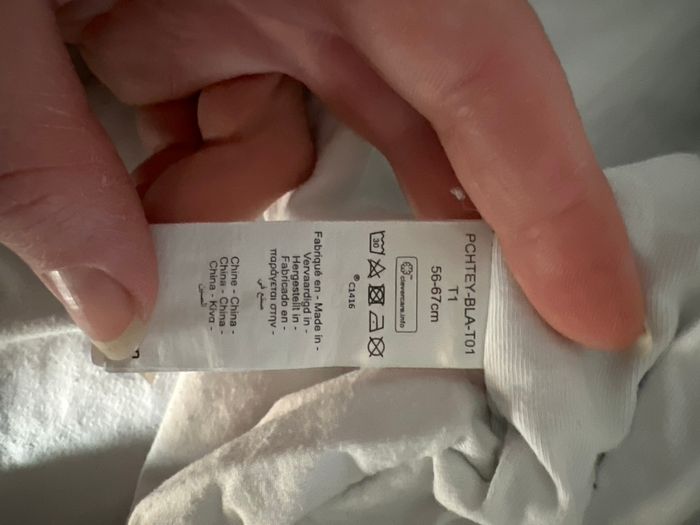 PCHTEY-BLA-T01
T1
56-67cm
clevercare.info
30
® C1416
Fabriqué en - Made in -
Vervaardigd in -
Hergestellt in -
Fabricado en -
παράγεται στην -
صنع في
Chine - China -
China - China -
China - Κίνα -
الصين